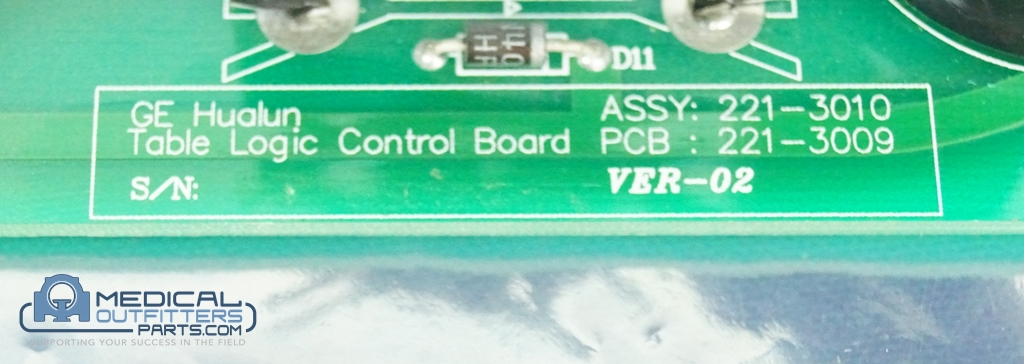 D11
GE Hualun
Table Logic Control Board
S/N:
ASSY: 221-3010
PCB : 221-3009
VER-02
MEDICAL
OUTFITTERS
PARTS.COM
SUPPORTING YOUR SUCCESS IN THE FIELD